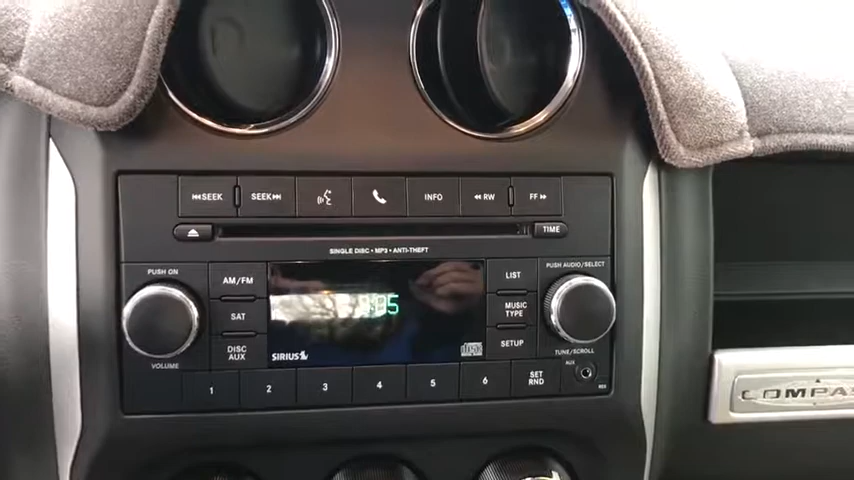 SEEK SEEK INFO RW FF
TIME
SINGLE DISC • MP3 • ANTI-THEFT
PUSH ON AM/FM LIST PUSH AUDIO/SELECT
SAT MUSIC
TYPE
DISC
AUX SETUP
SIRIUS
VOLUME TUNE/SCROLL
AUX
1 2 3 4 5 6 SET
RND
COMPA